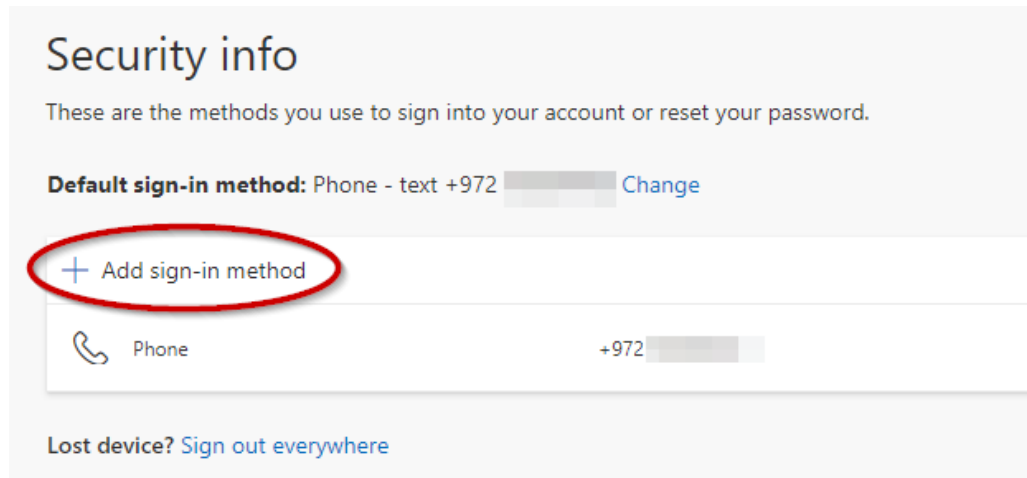 Security info
These are the methods you use to sign into your account or reset your password.
Default sign-in method: Phone - text +972 Change
+ Add sign-in method
Phone +972
Lost device? Sign out everywhere